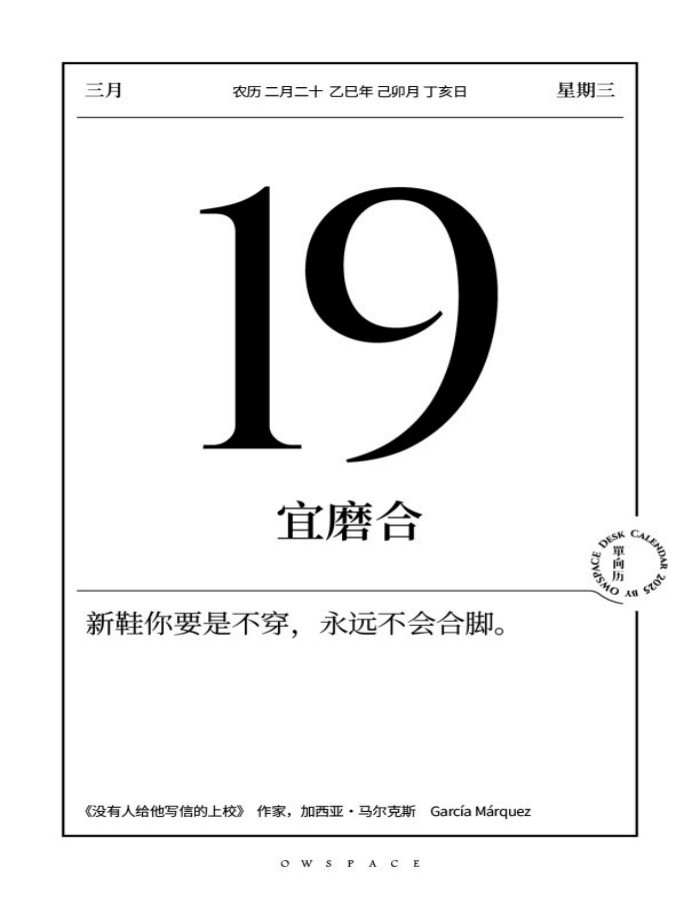 三月
农历 二月二十 乙巳年 己卯月 丁亥日
星期三
19
宜磨合
DESK CALENDAR 2025 BY OWSPACE
單向历
新鞋你要是不穿，永远不会合脚。
《没有人给他写信的上校》 作家，加西亚·马尔克斯 García Márquez
OWSPACE